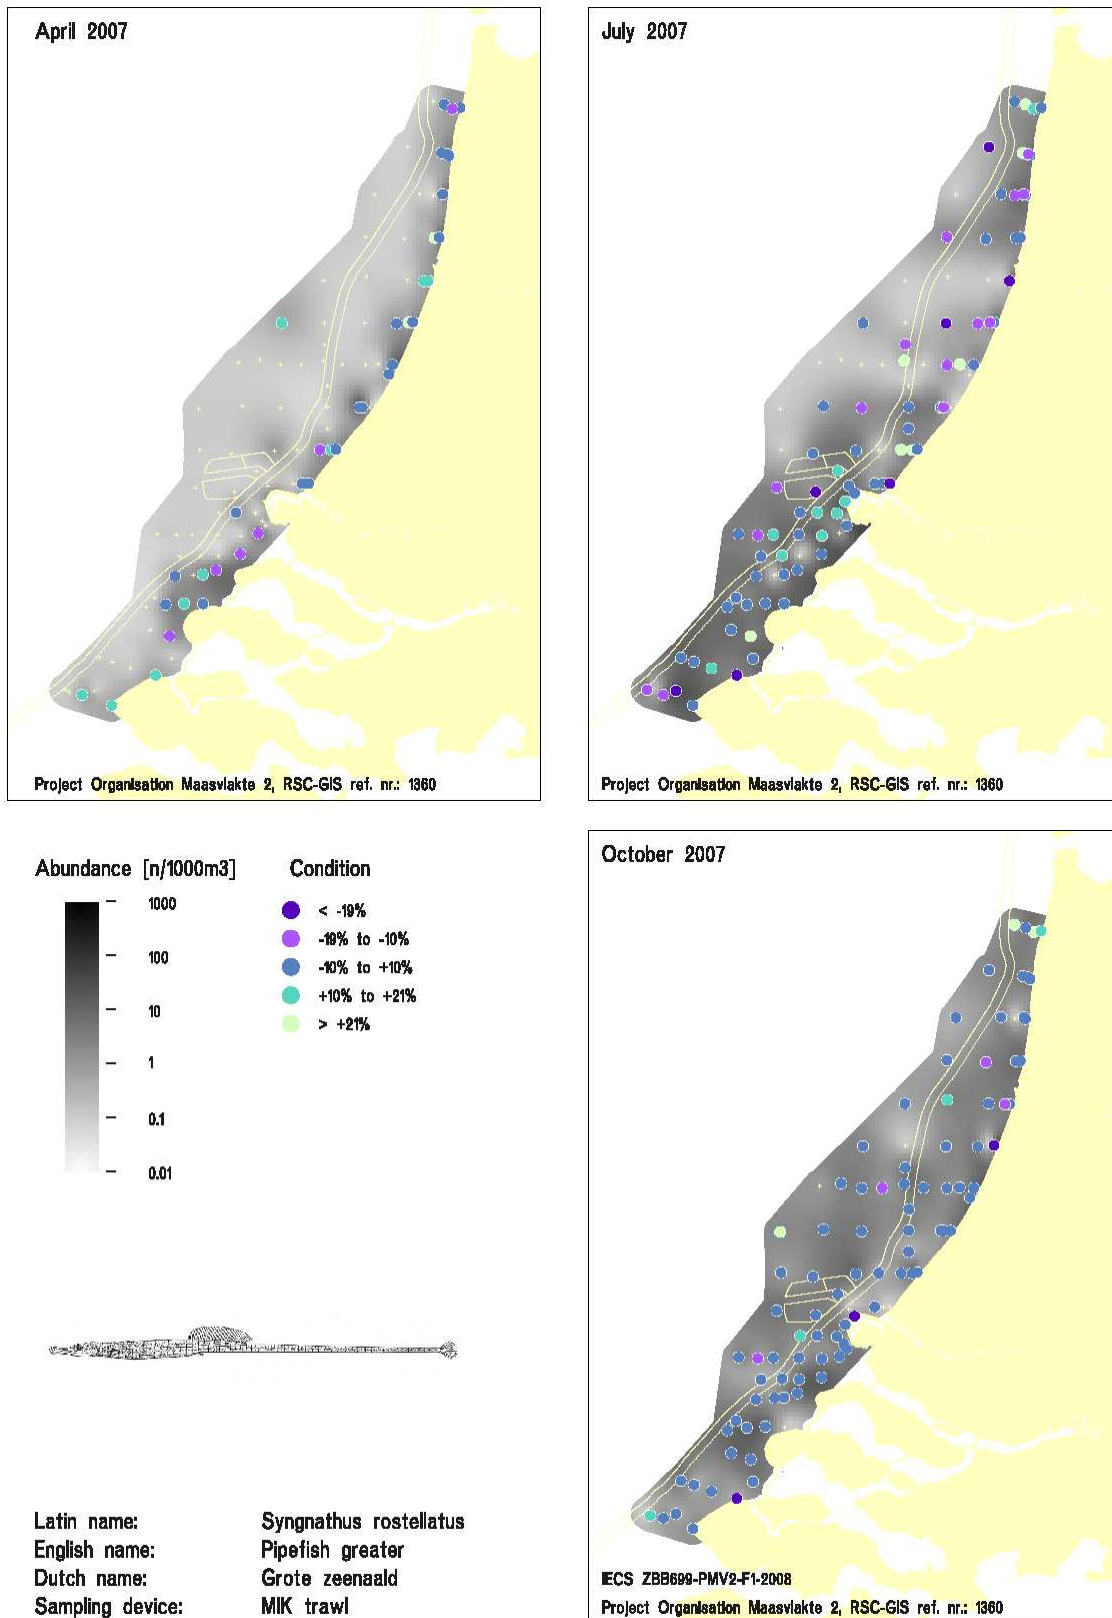 April 2007
Project Organisation Maasvlakte 2, RSC-GIS ref. nr.: 1360
July 2007
Project Organisation Maasvlakte 2, RSC-GIS ref. nr.: 1360
Abundance [n/1000m3]
1000
100
10
1
0.1
0.01
Condition
< -19%
-19% to -10%
-10% to +10%
+10% to +21%
> +21%
October 2007
IECS ZBB699-PMV2-F1-2008
Project Organisation Maasvlakte 2, RSC-GIS ref. nr.: 1360
Latin name: Syngnathus rostellatus
English name: Pipefish greater
Dutch name: Grote zeenaald
Sampling device: MIK trawl